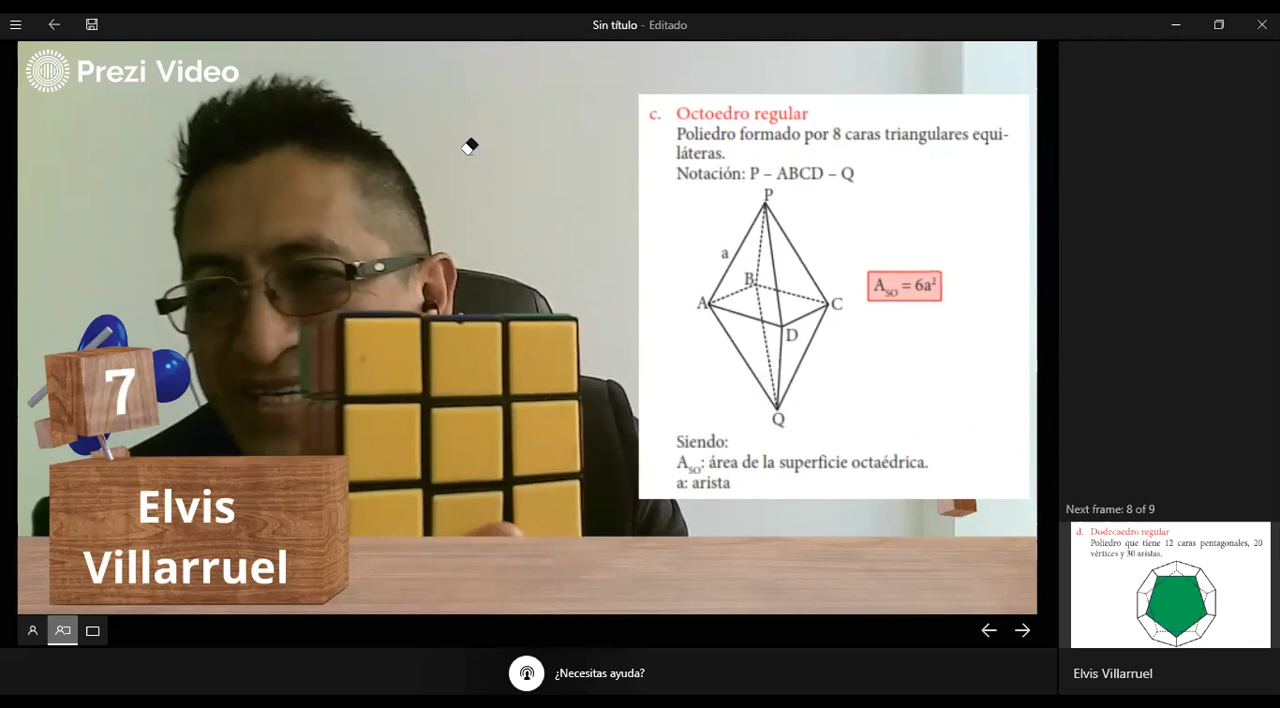 Sin título - Editado
Prezi Video
c. Octoedro regular
Poliedro formado por 8 caras triangulares equi-
láteras.
Notación: P – ABCD – Q
P
a
B
A
C
D
Q
A_SO = 6a²
Siendo:
A_SO: área de la superficie octaédrica.
a: arista
7
Elvis
Villarruel
Next frame: 8 of 9
d. Dodecaedro regular
Poliedro que tiene 12 caras pentagonales, 20
vértices y 30 aristas.
¿Necesitas ayuda?
Elvis Villarruel